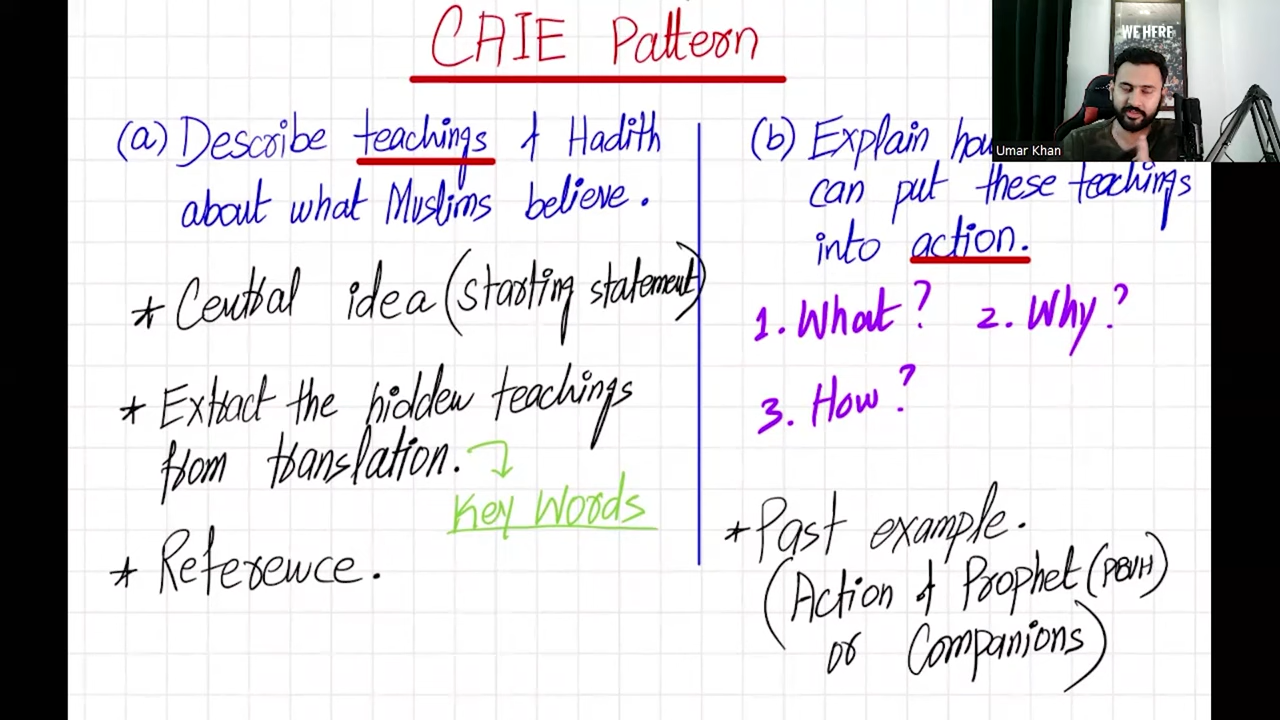 CAIE Pattern
WE HERE
Umar Khan
(a) Describe teachings of Hadith
about what Muslims believe.
* Central idea (starting statement)
* Extract the hidden teachings
from translation.
Key Words
* Reference.
(b) Explain
can put these teachings
into action.
1. What? 2. Why?
3. How?
* Past example.
(Action of Prophet (PBUH)
or Companions)